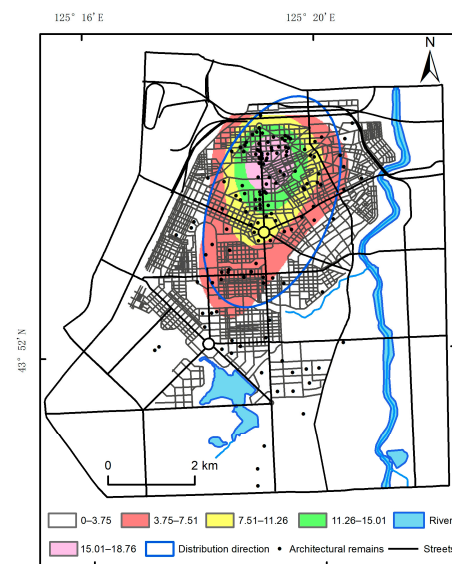 125° 16′E
125° 20′E
N
43° 52′N
0
2 km
0–3.75
3.75–7.51
7.51–11.26
11.26–15.01
River
15.01–18.76
Distribution direction
Architectural remains
Streets